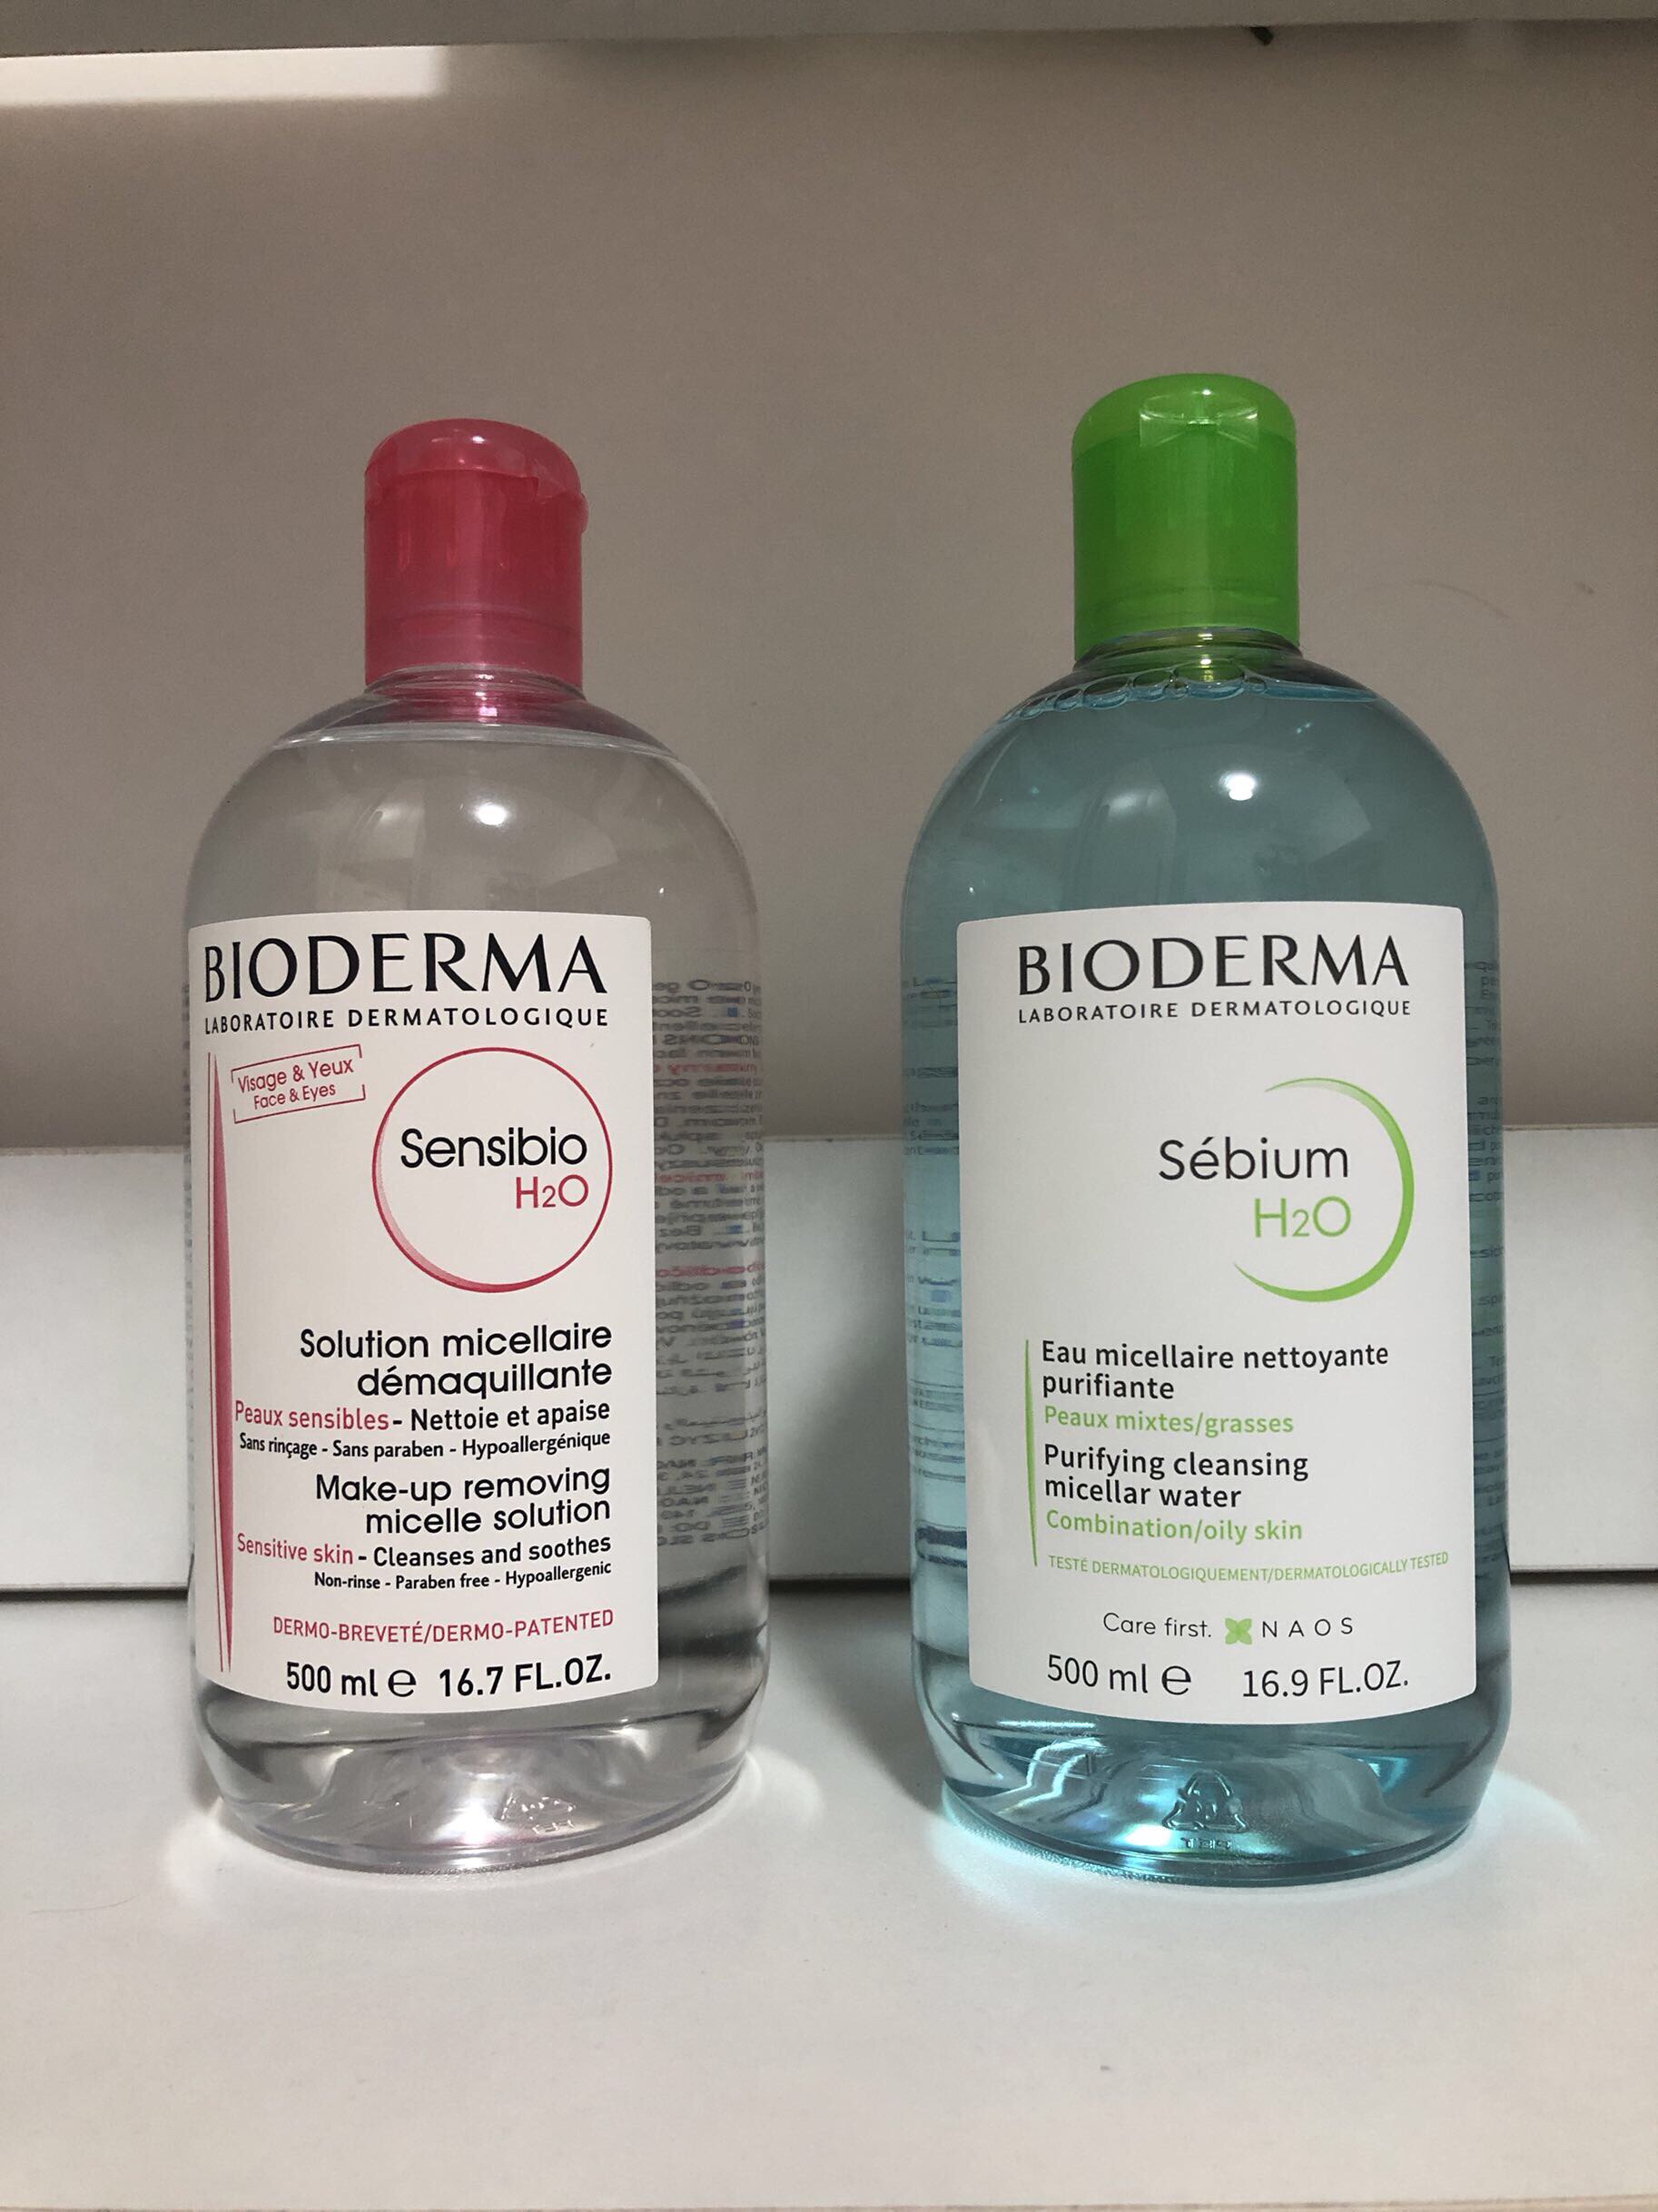 BIODERMA
LABORATOIRE DERMATOLOGIQUE
Visage & Yeux
Face & Eyes
Sensibio
H2O
Solution micellaire
démaquillante
Peaux sensibles - Nettoie et apaise
Sans rinçage - Sans paraben - Hypoallergénique
Make-up removing
micelle solution
Sensitive skin - Cleanses and soothes
Non-rinse - Paraben free - Hypoallergenic
DERMO-BREVETÉ/DERMO-PATENTED
500 ml e 16.7 FL.OZ.
BIODERMA
LABORATOIRE DERMATOLOGIQUE
Sébium
H2O
Eau micellaire nettoyante
purifiante
Peaux mixtes/grasses
Purifying cleansing
micellar water
Combination/oily skin
TESTÉ DERMATOLOGIQUEMENT/DERMATOLOGICALLY TESTED
Care first. NAOS
500 ml e 16.9 FL.OZ.